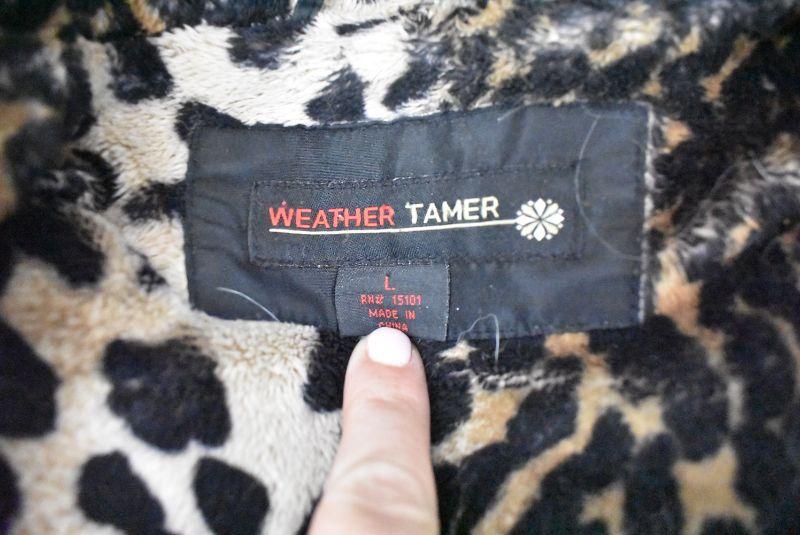 WEATHER TAMER
L
RN# 15101
MADE IN
CHINA